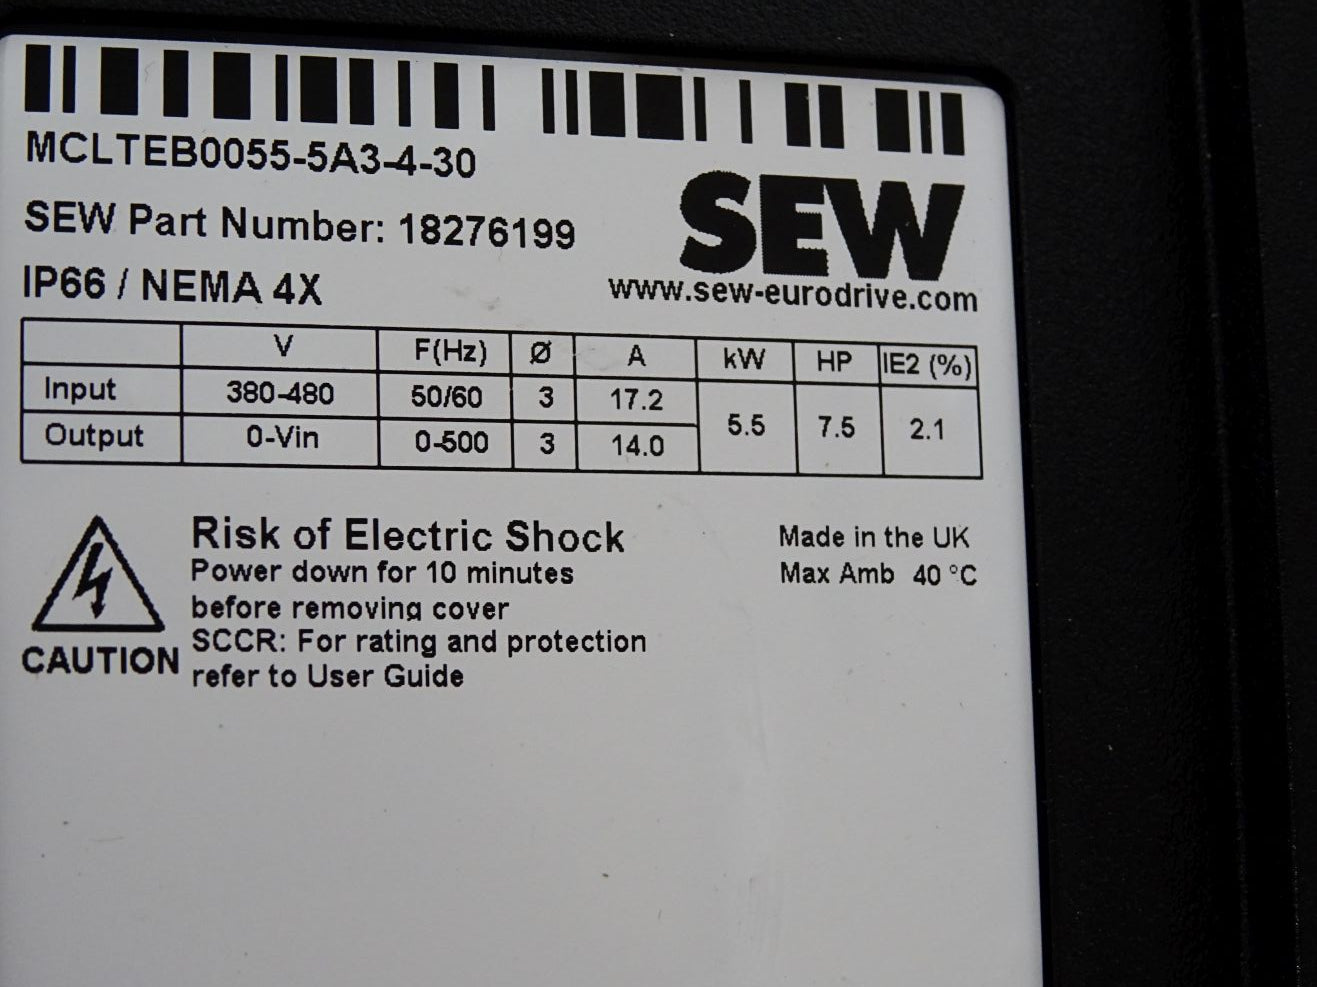 MCLTEB0055-5A3-4-30
SEW Part Number: 18276199
IP66 / NEMA 4X
SEW
www.sew-eurodrive.com
V F(Hz) Ø A kW HP IE2 (%)
Input 380-480 50/60 3 17.2 5.5 7.5 2.1
Output 0-Vin 0-500 3 14.0
CAUTION
Risk of Electric Shock
Power down for 10 minutes
before removing cover
SCCR: For rating and protection
refer to User Guide
Made in the UK
Max Amb 40 °C